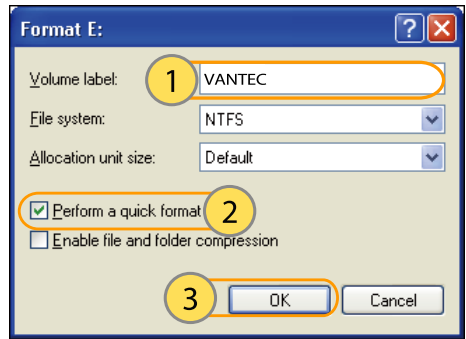 Format E:
Volume label: 1 VANTEC
File system: NTFS
Allocation unit size: Default
Perform a quick format 2
Enable file and folder compression
3 OK Cancel